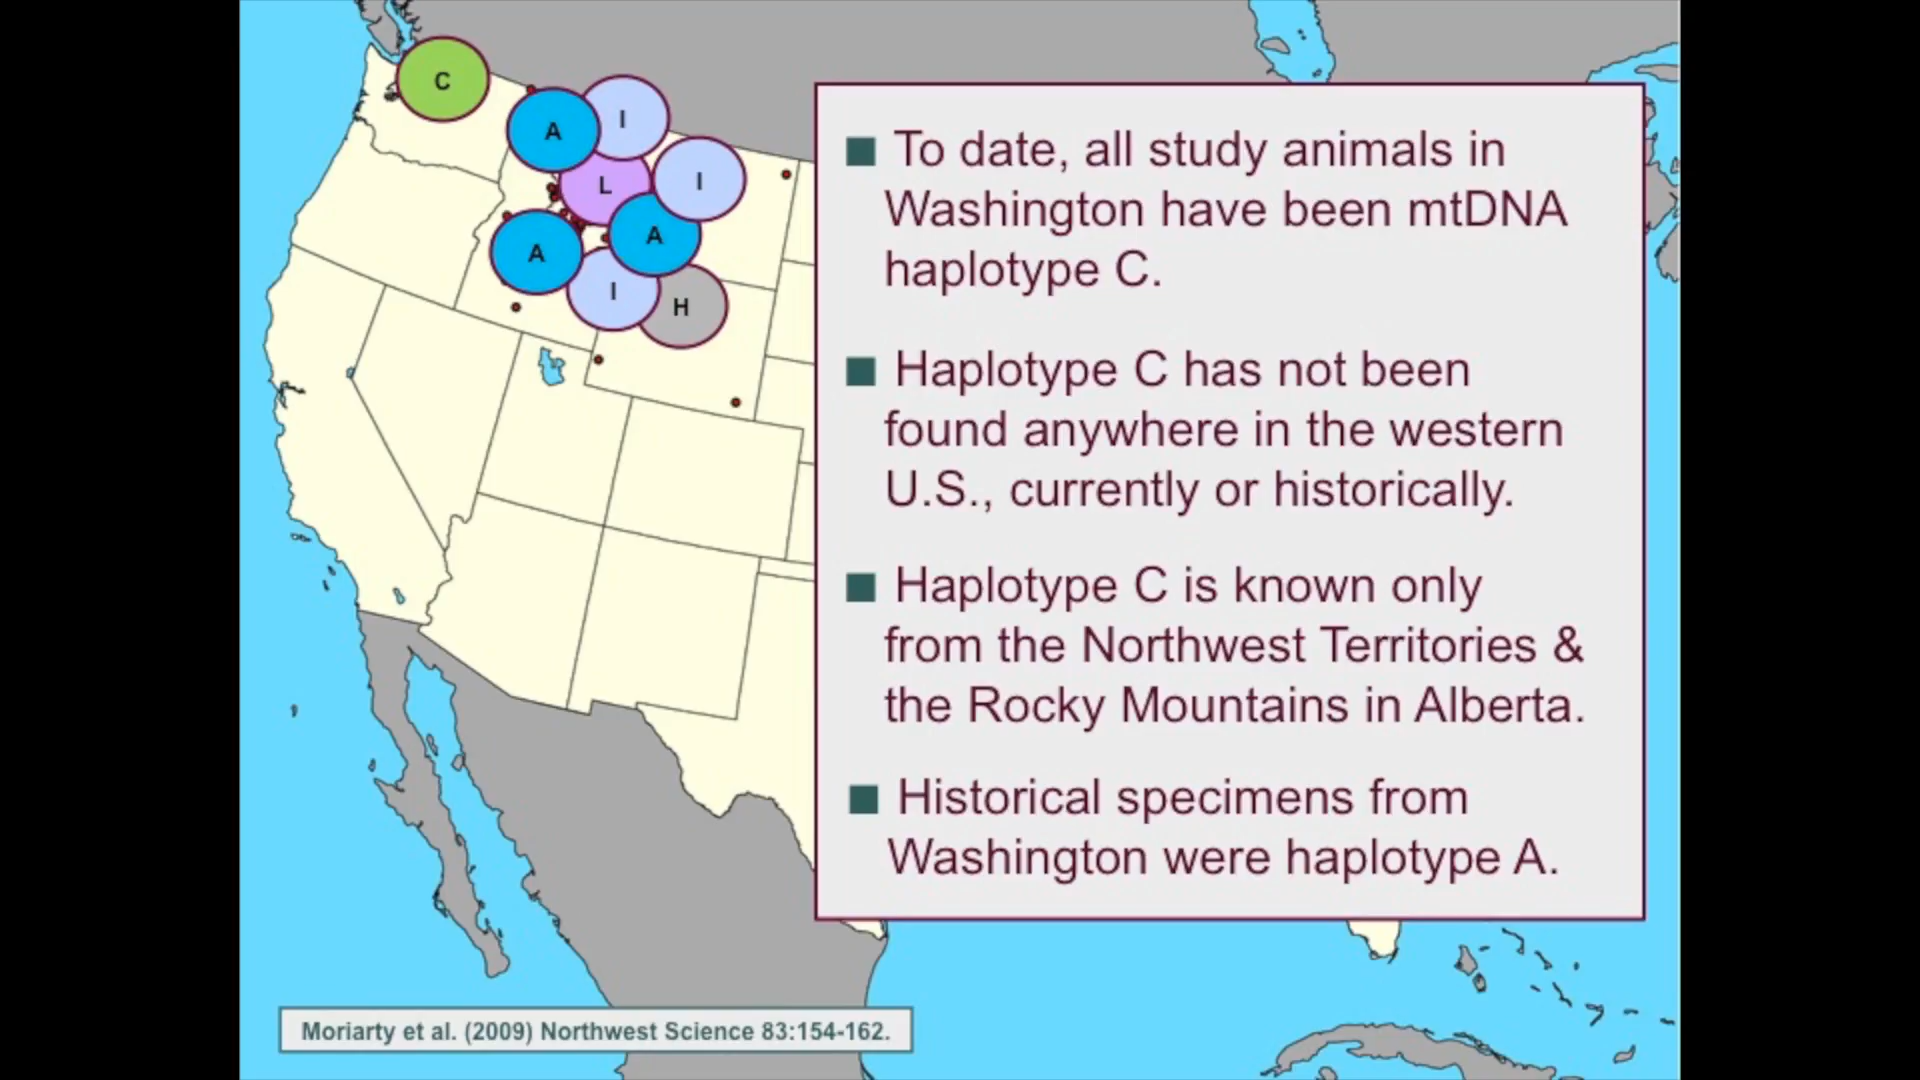 C
A
I
L
I
A
A
I
H
To date, all study animals in
Washington have been mtDNA
haplotype C.
Haplotype C has not been
found anywhere in the western
U.S., currently or historically.
Haplotype C is known only
from the Northwest Territories &
the Rocky Mountains in Alberta.
Historical specimens from
Washington were haplotype A.
Moriarty et al. (2009) Northwest Science 83:154-162.